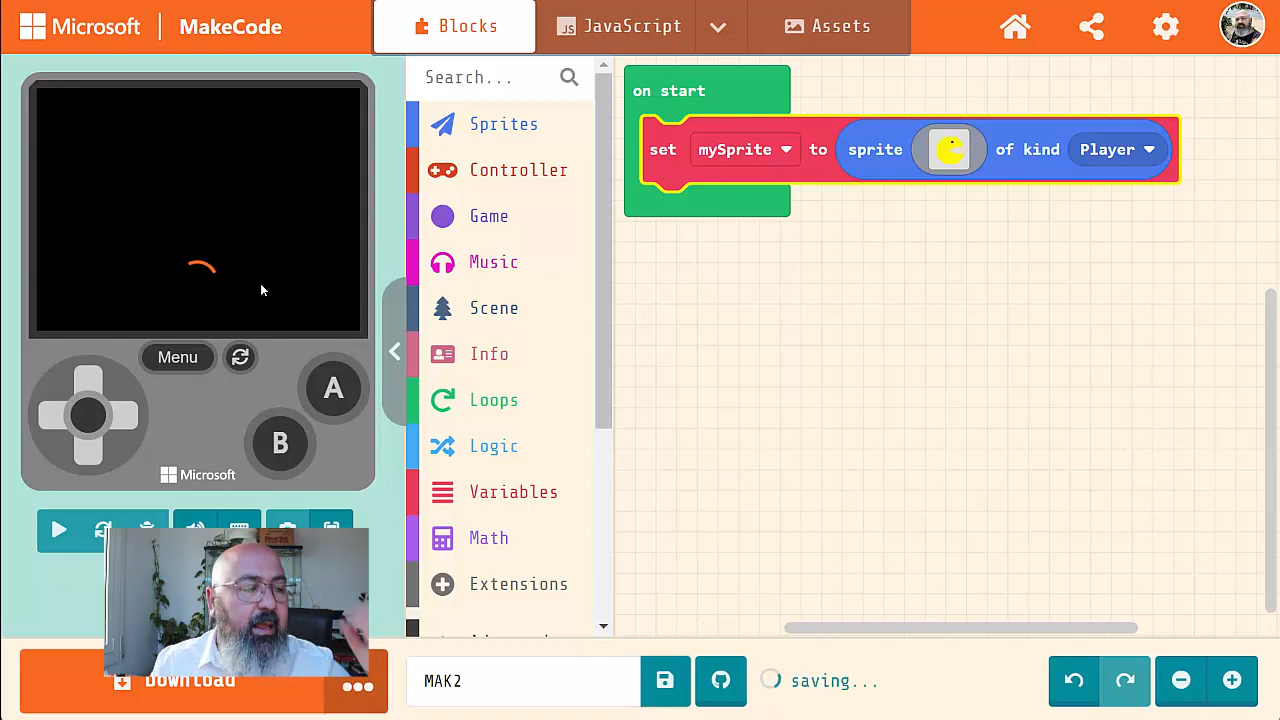 Microsoft
MakeCode
Blocks
JavaScript
Assets
Search...
Sprites
Controller
Game
Music
Scene
Info
Loops
Logic
Variables
Math
Extensions
on start
set mySprite to sprite of kind Player
Menu
A
B
Microsoft
Download
MAK2
saving...